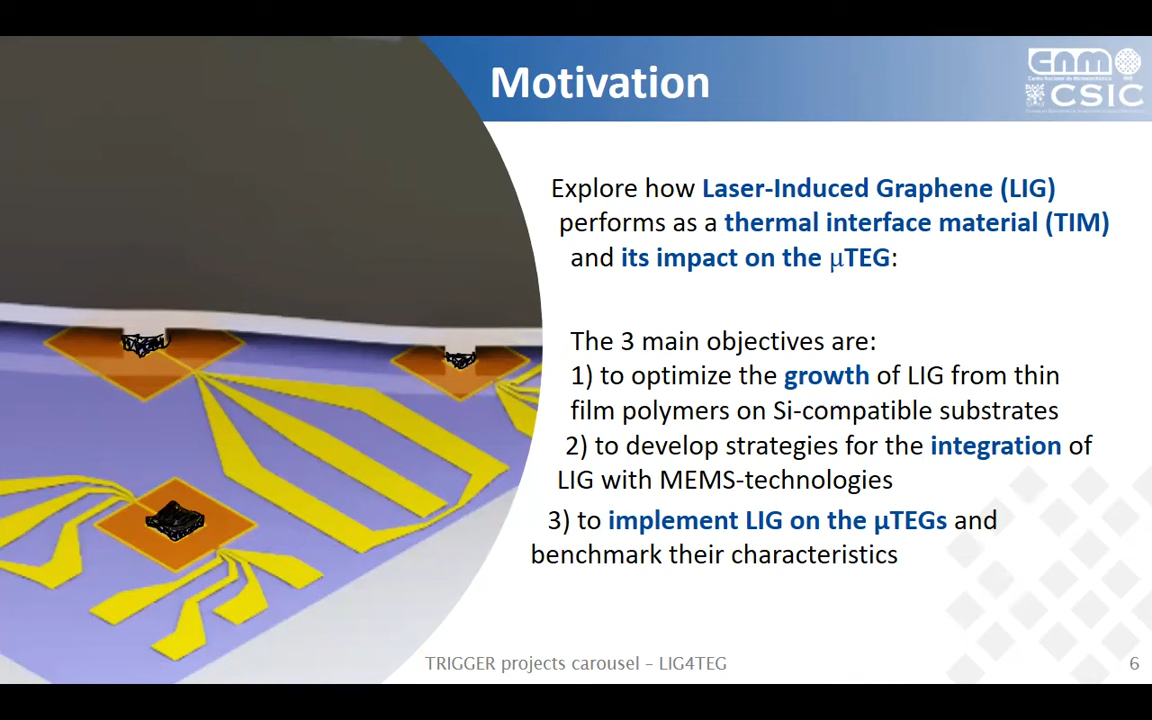 Motivation
CNM
CSIC
Explore how Laser-Induced Graphene (LIG)
performs as a thermal interface material (TIM)
and its impact on the μTEG:
The 3 main objectives are:
1) to optimize the growth of LIG from thin
film polymers on Si-compatible substrates
2) to develop strategies for the integration of
LIG with MEMS-technologies
3) to implement LIG on the μTEGs and
benchmark their characteristics
TRIGGER projects carousel – LIG4TEG
6